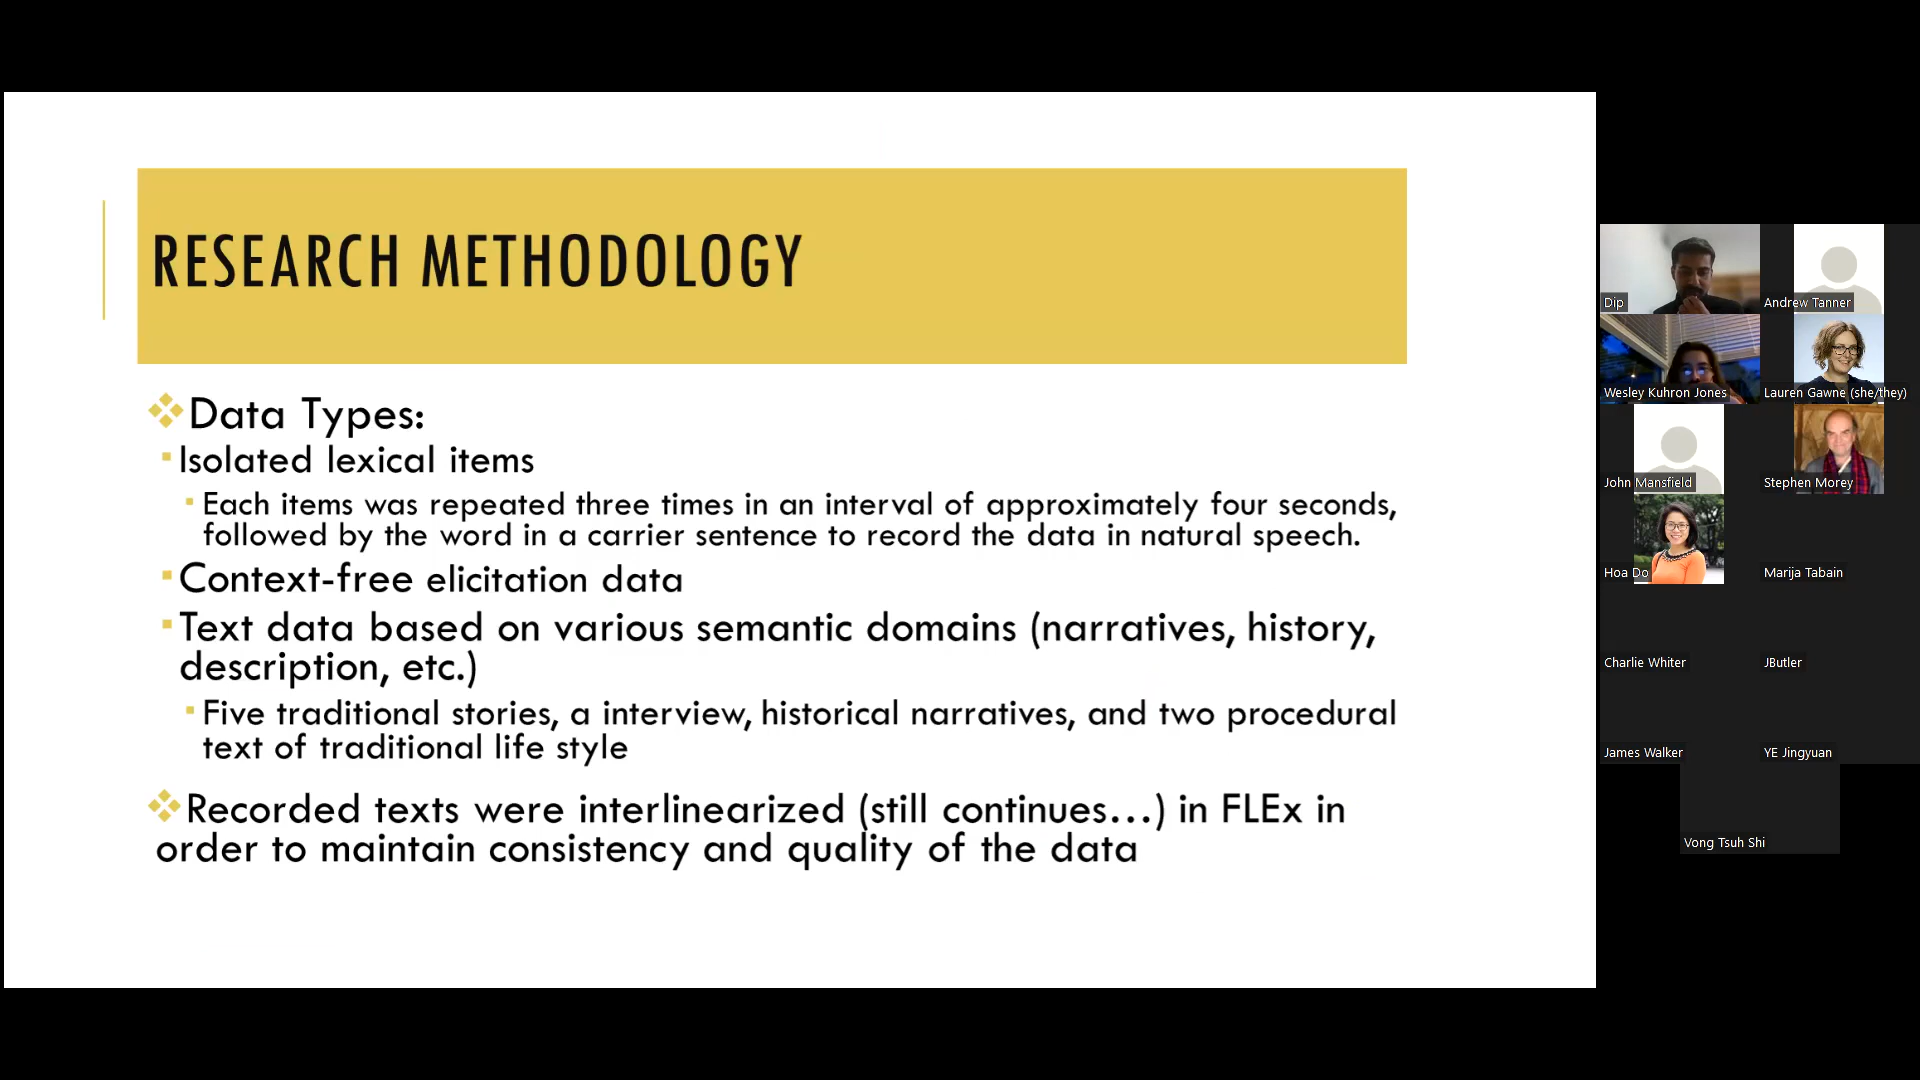 RESEARCH METHODOLOGY
Data Types:
Isolated lexical items
Each items was repeated three times in an interval of approximately four seconds,
followed by the word in a carrier sentence to record the data in natural speech.
Context-free elicitation data
Text data based on various semantic domains (narratives, history,
description, etc.)
Five traditional stories, a interview, historical narratives, and two procedural
text of traditional life style
Recorded texts were interlinearized (still continues...) in FLEx in
order to maintain consistency and quality of the data
Dip
Andrew Tanner
Wesley Kuhron Jones
Lauren Gawne (she/they)
John Mansfield
Stephen Morey
Hoa Do
Marija Tabain
Charlie Whiter
JButler
James Walker
YE Jingyuan
Vong Tsuh Shi